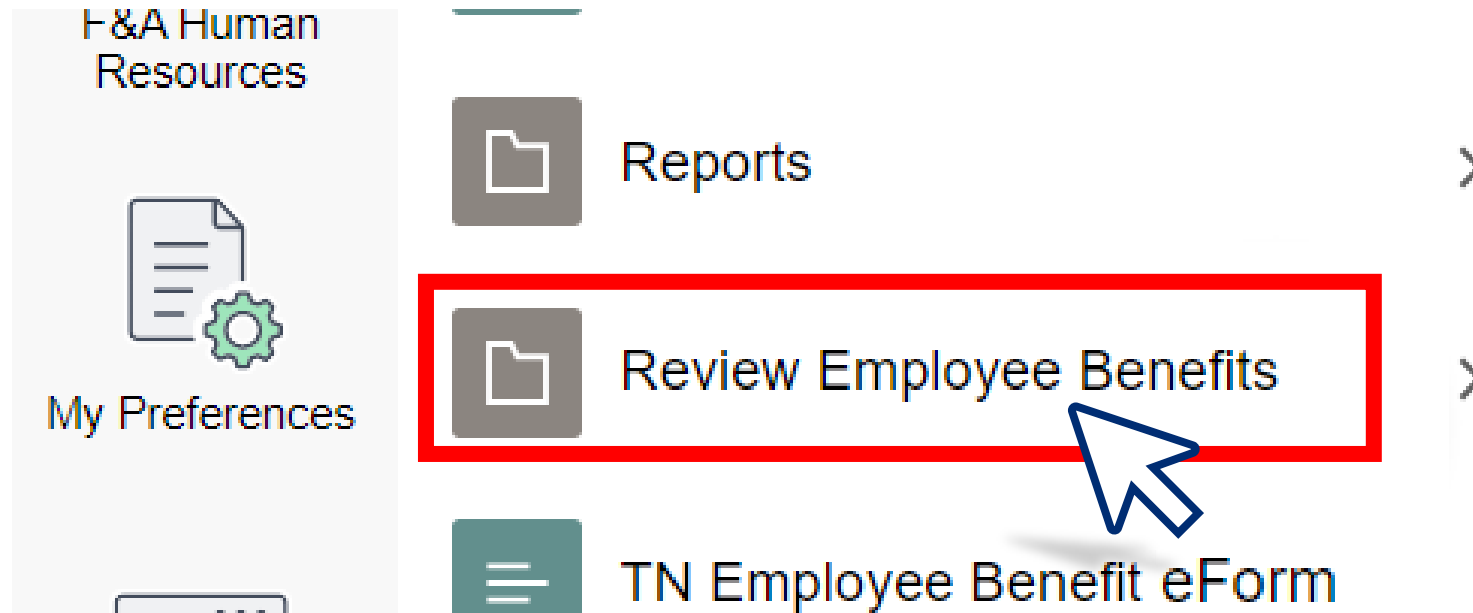 F&A Human
Resources
My Preferences
Reports
Review Employee Benefits
TN Employee Benefit eForm